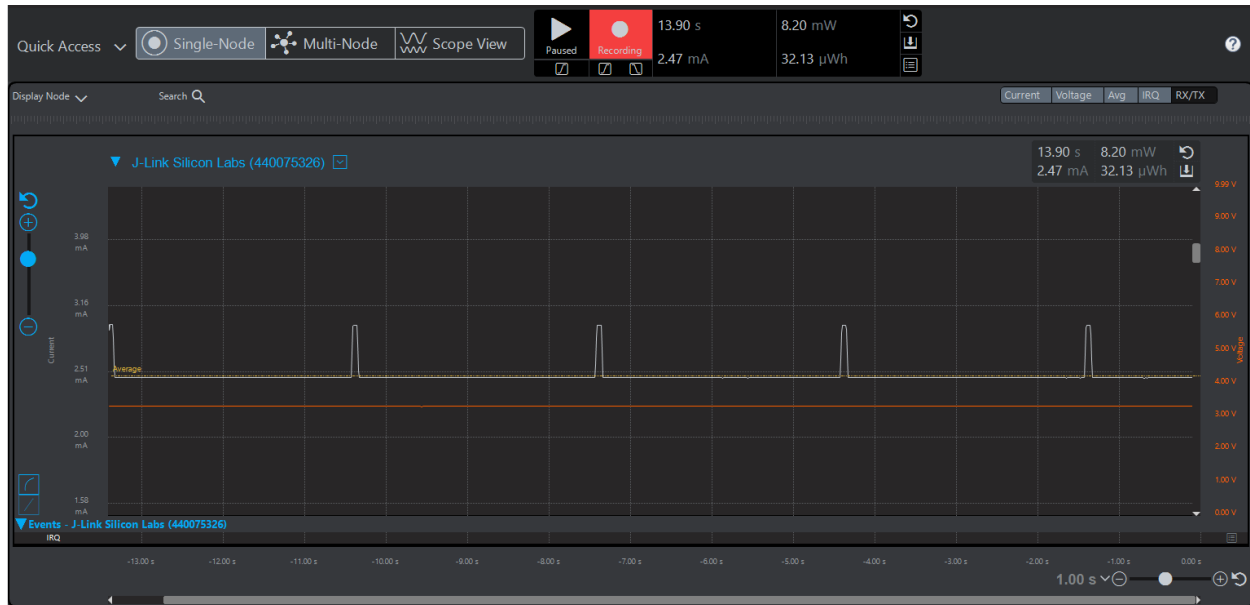 Quick Access Single-Node Multi-Node Scope View
Paused Recording
13.90 s 8.20 mW
2.47 mA 32.13 µWh
Display Node Search Current Voltage Avg IRQ RX/TX
J-Link Silicon Labs (440075326)
13.90 s 8.20 mW
2.47 mA 32.13 µWh
9.99 V
9.00 V
3.98
mA
8.00 V
7.00 V
3.16
mA
6.00 V
Current
5.00 V
Voltage
2.51
mA
Average
4.00 V
3.00 V
2.00
mA
2.00 V
1.00 V
1.58
mA
0.00 V
Events - J-Link Silicon Labs (440075326)
IRQ
-13.00 s -12.00 s -11.00 s -10.00 s -9.00 s -8.00 s -7.00 s -6.00 s -5.00 s -4.00 s -3.00 s -2.00 s -1.00 s 0.00 s
1.00 s